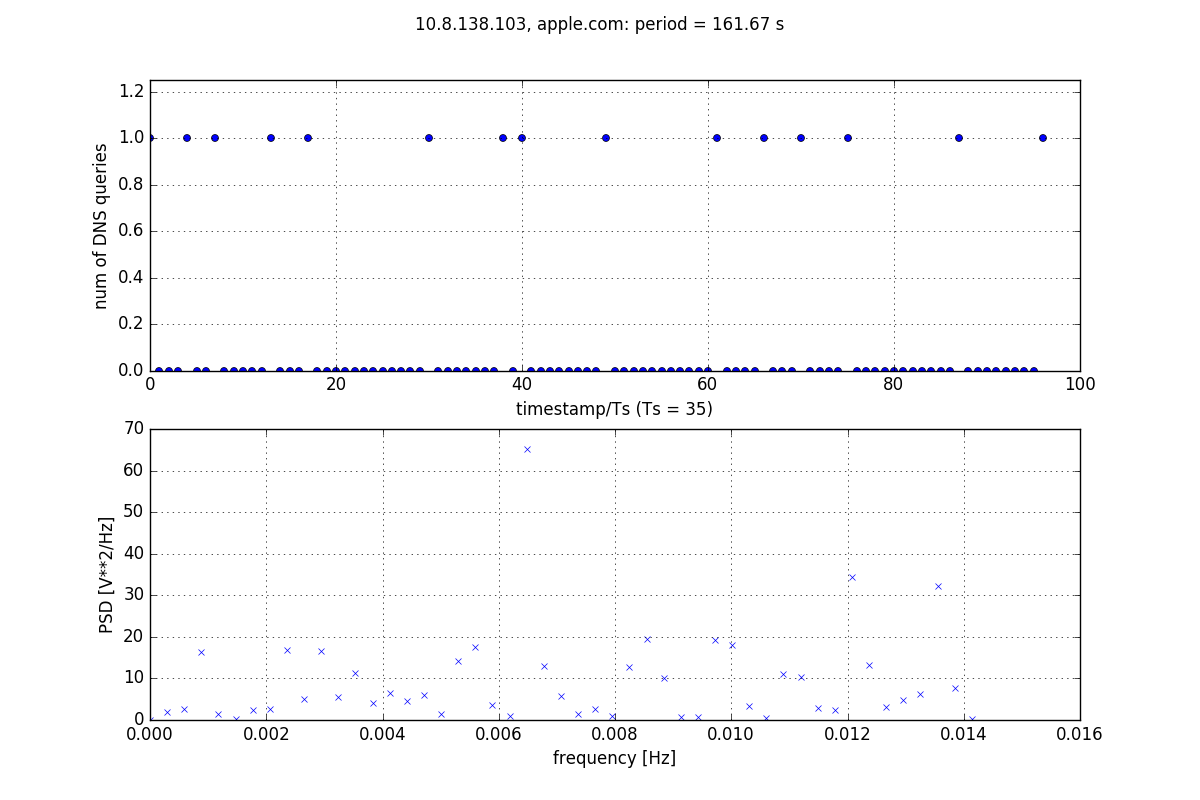 10.8.138.103, apple.com: period = 161.67 s
num of DNS queries
1.2
1.0
0.8
0.6
0.4
0.2
0.0
0 20 40 60 80 100
timestamp/Ts (Ts = 35)
PSD [V**2/Hz]
70
60
50
40
30
20
10
0
0.000 0.002 0.004 0.006 0.008 0.010 0.012 0.014 0.016
frequency [Hz]